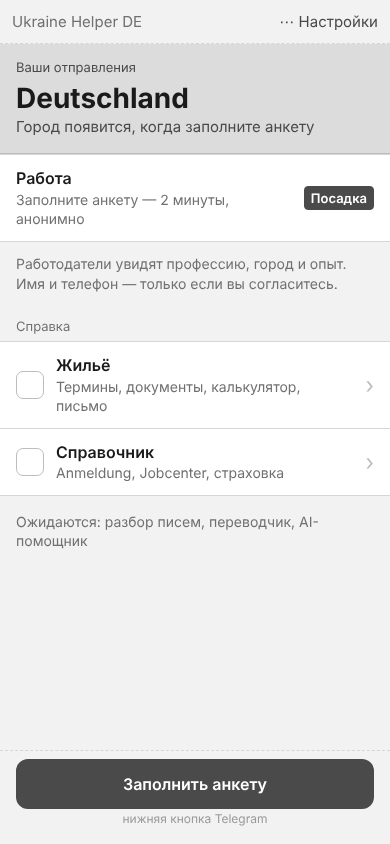 Ukraine Helper DE
··· Настройки
Ваши отправления
Deutschland
Город появится, когда заполните анкету
Работа
Заполните анкету — 2 минуты,
анонимно
Посадка
Работодатели увидят профессию, город и опыт.
Имя и телефон — только если вы согласитесь.
Справка
Жильё
Термины, документы, калькулятор,
письмо
Справочник
Anmeldung, Jobcenter, страховка
Ожидаются: разбор писем, переводчик, AI-
помощник
Заполнить анкету
нижняя кнопка Telegram